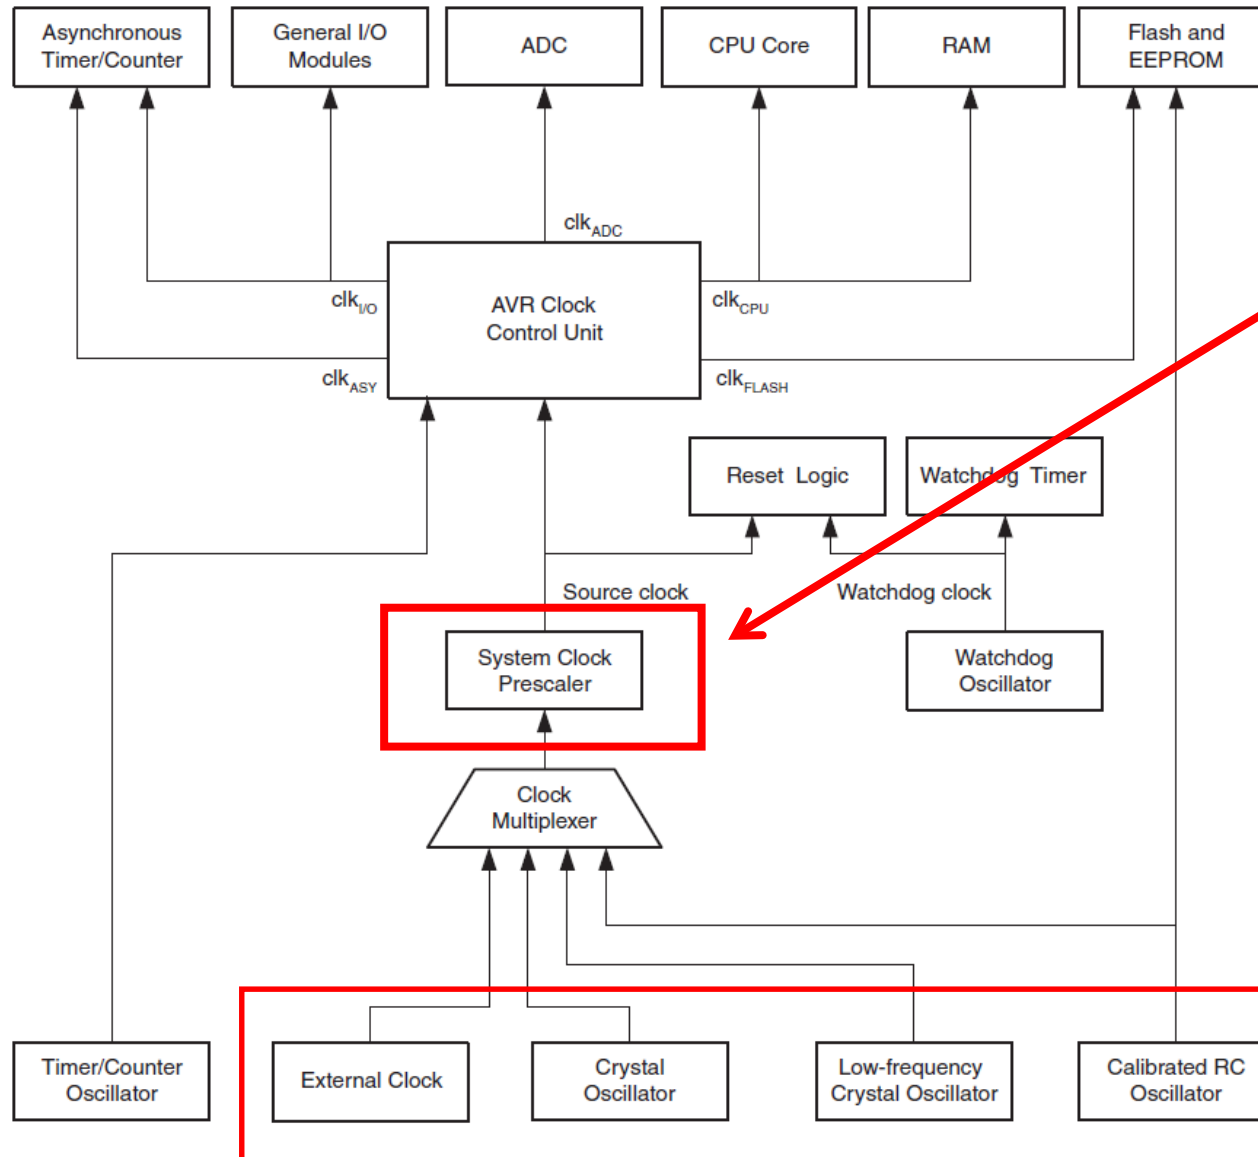 Asynchronous
Timer/Counter
General I/O
Modules
ADC
CPU Core
RAM
Flash and
EEPROM
clkADC
clkI/O
AVR Clock
Control Unit
clkCPU
clkASY
clkFLASH
Reset Logic
Watchdog Timer
Source clock
Watchdog clock
System Clock
Prescaler
Watchdog
Oscillator
Clock
Multiplexer
Timer/Counter
Oscillator
External Clock
Crystal
Oscillator
Low-frequency
Crystal Oscillator
Calibrated RC
Oscillator